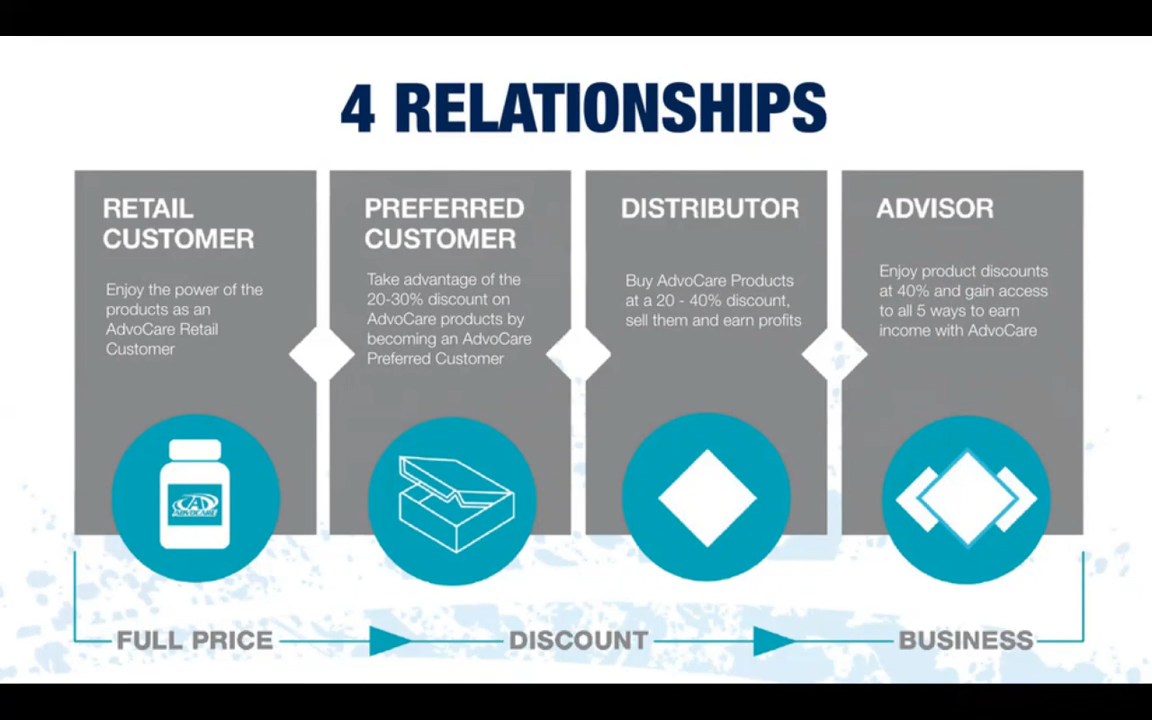 4 RELATIONSHIPS
RETAIL
CUSTOMER
Enjoy the power of the
products as an
AdvoCare Retail
Customer
PREFERRED
CUSTOMER
Take advantage of the
20-30% discount on
AdvoCare products by
becoming an AdvoCare
Preferred Customer
DISTRIBUTOR
Buy AdvoCare Products
at a 20 - 40% discount,
sell them and earn profits
ADVISOR
Enjoy product discounts
at 40% and gain access
to all 5 ways to earn
income with AdvoCare
ADVOCARE
FULL PRICE
DISCOUNT
BUSINESS